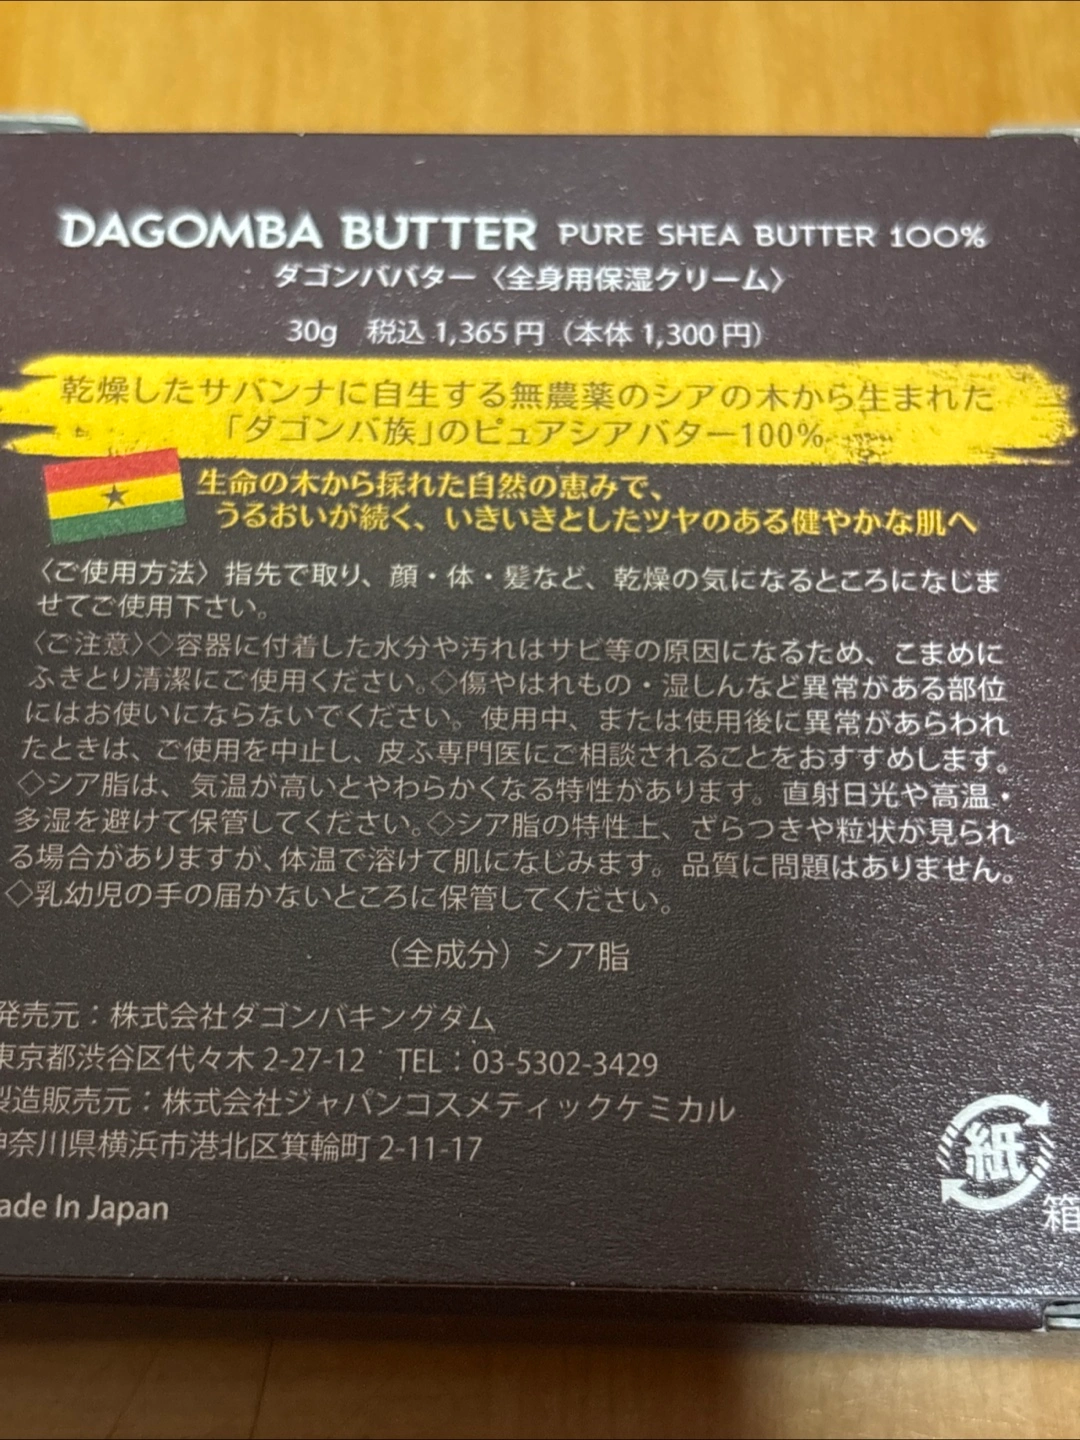 DAGOMBA BUTTER PURE SHEA BUTTER 100%
ダゴンババター〈全身用保湿クリーム〉
30g 税込 1,365 円（本体 1,300 円）
乾燥したサバンナに自生する無農薬のシアの木から生まれた
「ダゴンバ族」のピュアシアバター100%
生命の木から採れた自然の恵みで、
うるおいが続く、いきいきとしたツヤのある健やかな肌へ
〈ご使用方法〉指先で取り、顔・体・髪など、乾燥の気になるところになじま
せてご使用下さい。
〈ご注意〉◇容器に付着した水分や汚れはサビ等の原因になるため、こまめに
ふきとり清潔にご使用ください。◇傷やはれもの・湿しんなど異常がある部位
にはお使いにならないでください。使用中、または使用後に異常があらわれ
たときは、ご使用を中止し、皮ふ専門医にご相談されることをおすすめします。
◇シア脂は、気温が高いとやわらかくなる特性があります。直射日光や高温・
多湿を避けて保管してください。◇シア脂の特性上、ざらつきや粒状が見られ
る場合がありますが、体温で溶けて肌になじみます。品質に問題はありません。
◇乳幼児の手の届かないところに保管してください。
（全成分）シア脂
発売元：株式会社ダゴンバキングダム
東京都渋谷区代々木 2-27-12 TEL：03-5302-3429
製造販売元：株式会社ジャパンコスメティックケミカル
神奈川県横浜市港北区箕輪町 2-11-17
ade In Japan
紙
箱